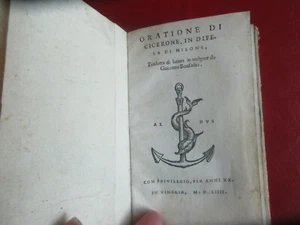 ORATIONE DI
CICERONE, IN DIFE-
SA DI MILONE,
Tradotta di latino in volgare da
Giacomo Bonfadio.
AL DVS
CON PRIVILEGIO, PER ANNI XX.
IN VINEGIA, M. D. LIIII.